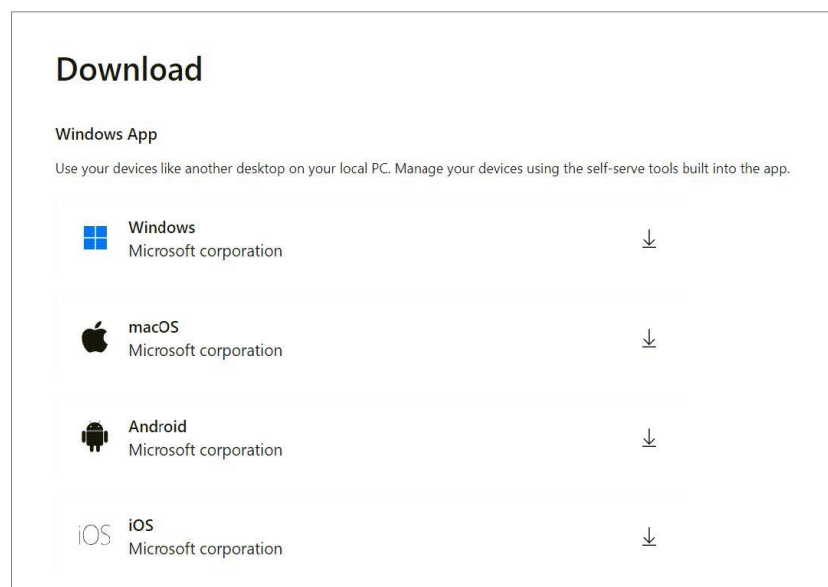 Download
Windows App
Use your devices like another desktop on your local PC. Manage your devices using the self-serve tools built into the app.
Windows
Microsoft corporation
macOS
Microsoft corporation
Android
Microsoft corporation
iOS
iOS
Microsoft corporation